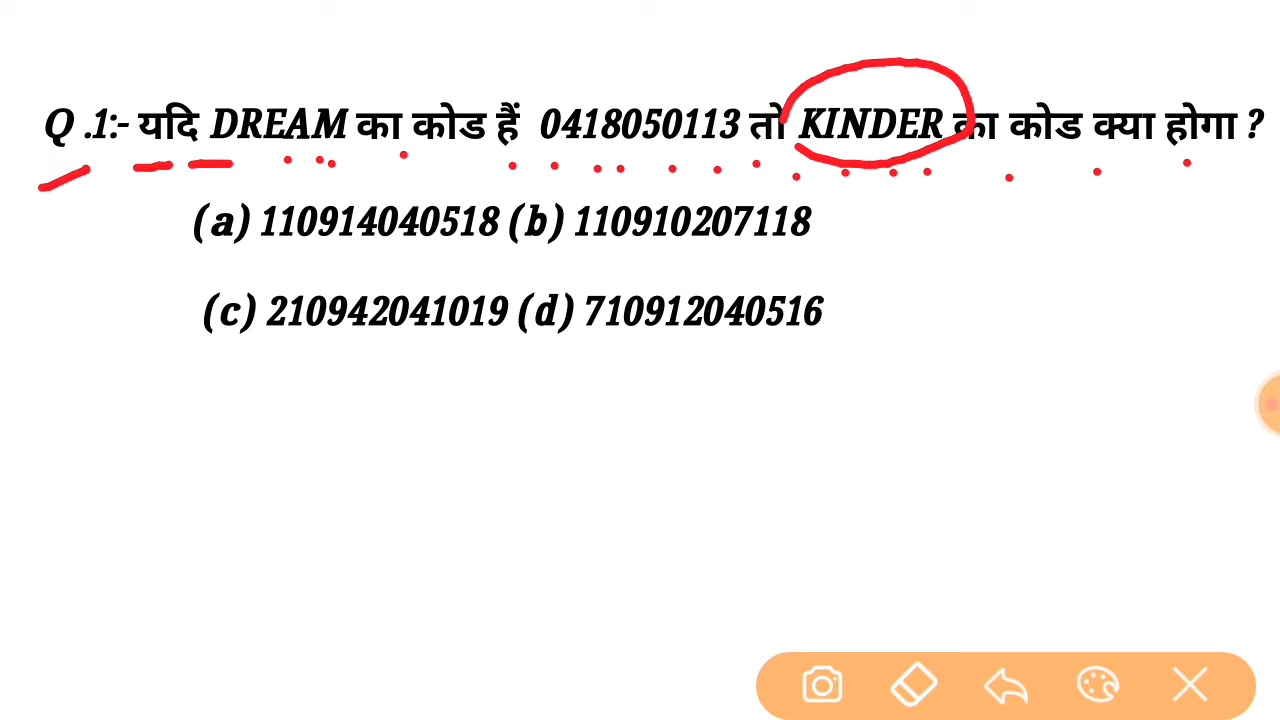 Q .1:- यदि DREAM का कोड हैं 0418050113 तो KINDER का कोड क्या होगा ?
(a) 110914040518 (b) 110910207118
(c) 210942041019 (d) 710912040516